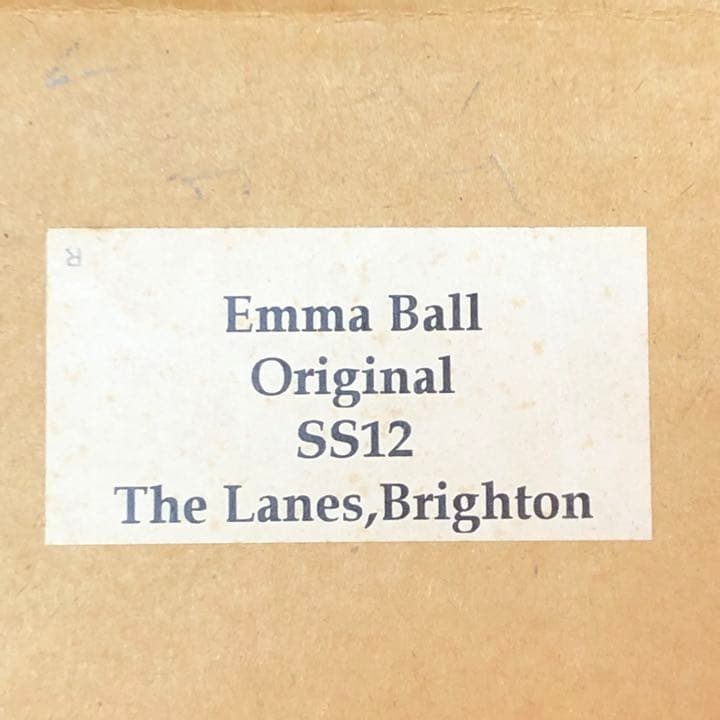 R
Emma Ball
Original
SS12
The Lanes,Brighton